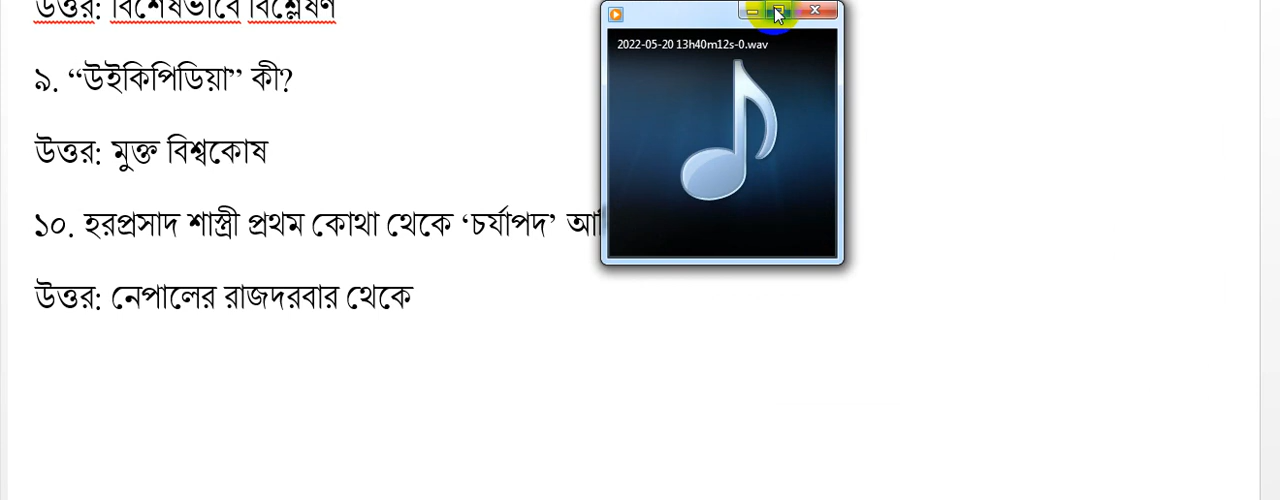 উত্তর: বিশেষভাবে বিশ্লেষণ
2022-05-20 13h40m12s-0.wav
৯. “উইকিপিডিয়া” কী?
উত্তর: মুক্ত বিশ্বকোষ
১০. হরপ্রসাদ শাস্ত্রী প্রথম কোথা থেকে ‘চর্যাপদ’
উত্তর: নেপালের রাজদরবার থেকে